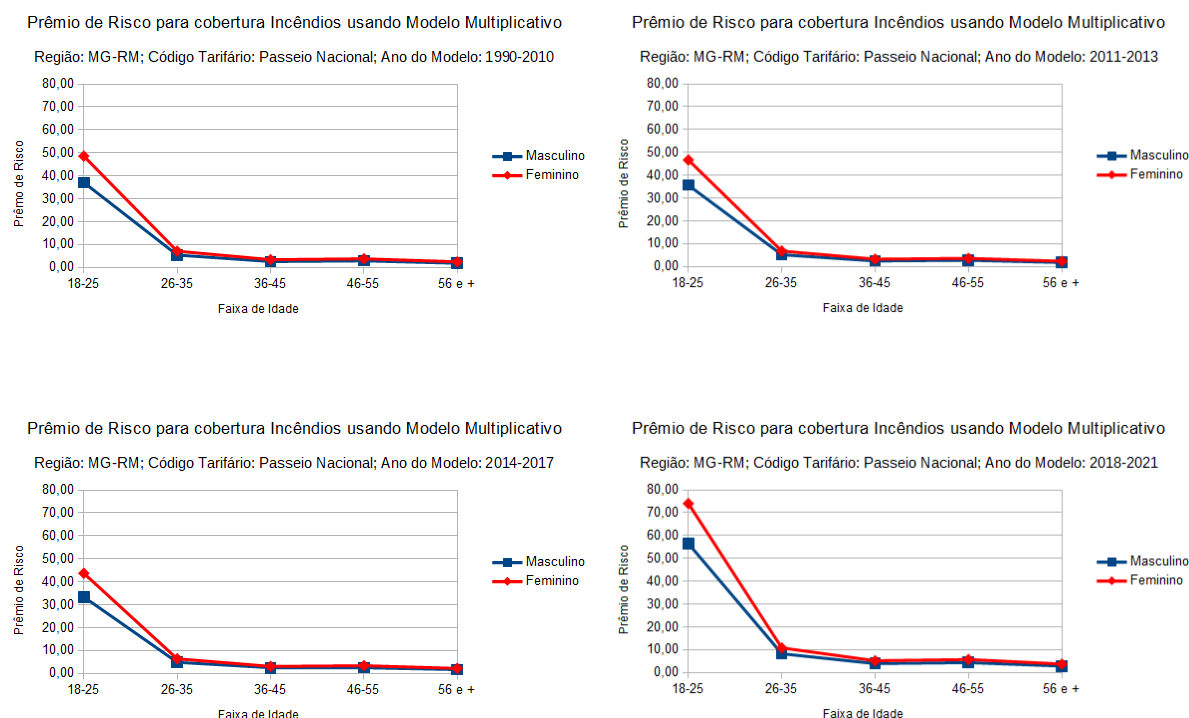 Prêmio de Risco para cobertura Incêndios usando Modelo Multiplicativo
Região: MG-RM; Código Tarifário: Passeio Nacional; Ano do Modelo: 1990-2010
80,00
70,00
60,00
50,00
40,00
30,00
20,00
10,00
0,00
Prêmo de Risco
18-25
26-35
36-45
46-55
56 e +
Faixa de Idade
Masculino
Feminino
Prêmio de Risco para cobertura Incêndios usando Modelo Multiplicativo
Região: MG-RM; Código Tarifário: Passeio Nacional; Ano do Modelo: 2011-2013
80,00
70,00
60,00
50,00
40,00
30,00
20,00
10,00
0,00
Prêmio de Risco
18-25
26-35
36-45
46-55
56 e +
Faixa de Idade
Masculino
Feminino
Prêmio de Risco para cobertura Incêndios usando Modelo Multiplicativo
Região: MG-RM; Código Tarifário: Passeio Nacional; Ano do Modelo: 2014-2017
80,00
70,00
60,00
50,00
40,00
30,00
20,00
10,00
0,00
Prêmio de Risco
18-25
26-35
36-45
46-55
56 e +
Faixa de Idade
Masculino
Feminino
Prêmio de Risco para cobertura Incêndios usando Modelo Multiplicativo
Região: MG-RM; Código Tarifário: Passeio Nacional; Ano do Modelo: 2018-2021
80,00
70,00
60,00
50,00
40,00
30,00
20,00
10,00
0,00
Prêmio de Risco
18-25
26-35
36-45
46-55
56 e +
Faixa de Idade
Masculino
Feminino